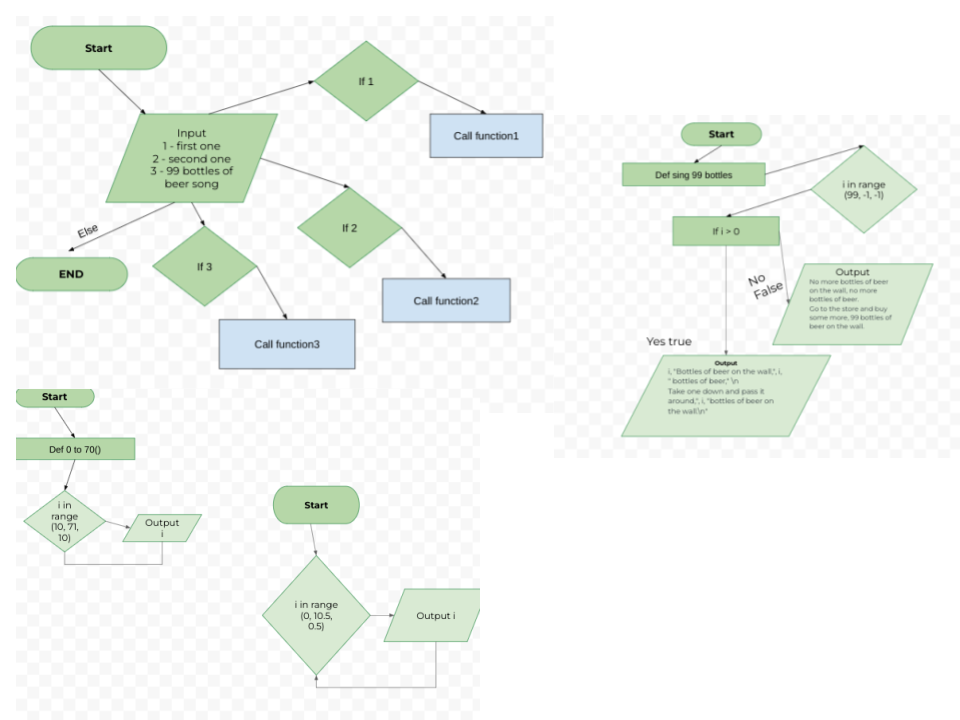 Start
If 1
Call function1
Input
1 - first one
2 - second one
3 - 99 bottles of
beer song
Else
END
If 3
Call function3
If 2
Call function2
Start
Def sing 99 bottles
i in range
(99, -1, -1)
If i > 0
No
False
Output
No more bottles of beer
on the wall, no more
bottles of beer.
Go to the store and buy
some more, 99 bottles of
beer on the wall.
Yes true
Output
i, "Bottles of beer on the wall,", i,
" bottles of beer," \n
Take one down and pass it
around,", i, "bottles of beer on
the wall\n"
Start
Def 0 to 70()
i in
range
(10, 71,
10)
Output
i
Start
i in range
(0, 10.5,
0.5)
Output i